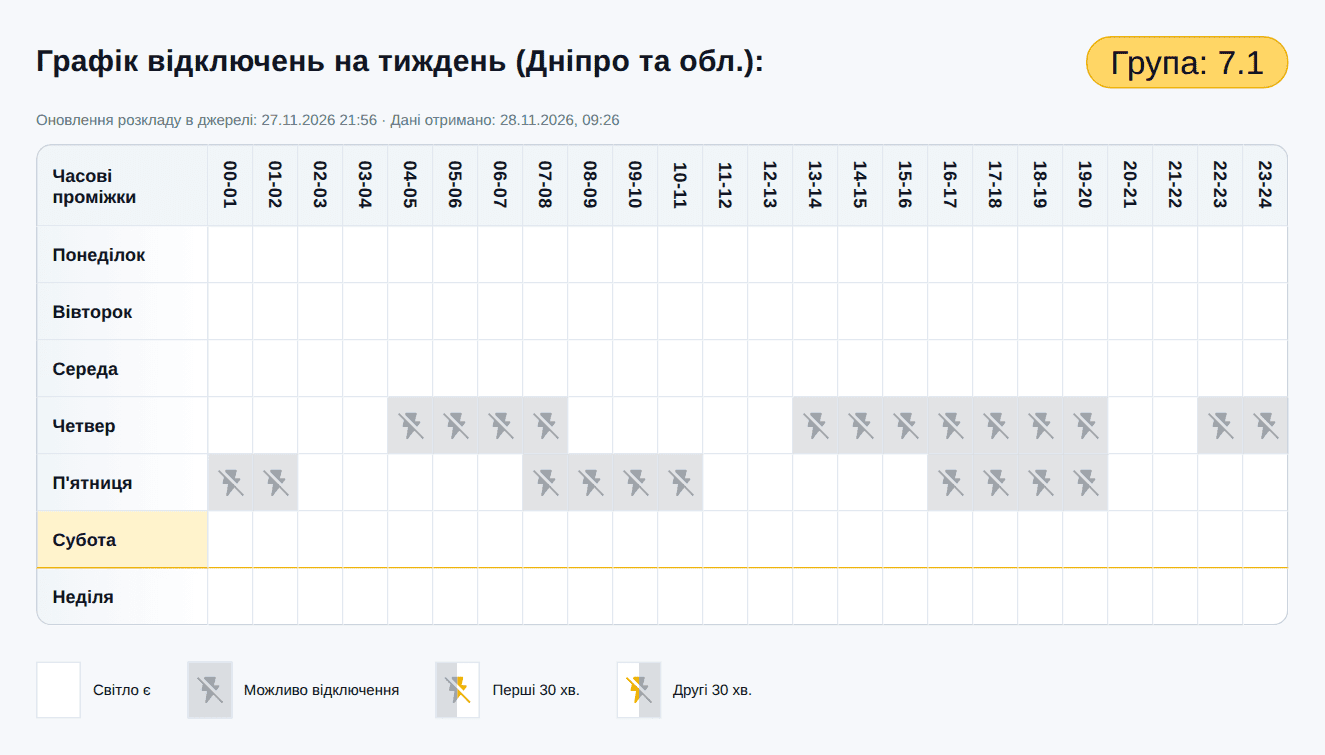 Графік відключень на тиждень (Дніпро та обл.):
Група: 7.1
Оновлення розкладу в джерелі: 27.11.2026 21:56 · Дані отримано: 28.11.2026, 09:26
Часові
проміжки
00-01
01-02
02-03
03-04
04-05
05-06
06-07
07-08
08-09
09-10
10-11
11-12
12-13
13-14
14-15
15-16
16-17
17-18
18-19
19-20
20-21
21-22
22-23
23-24
Понеділок
Вівторок
Середа
Четвер
П'ятниця
Субота
Неділя
Світло є
Можливо відключення
Перші 30 хв.
Другі 30 хв.